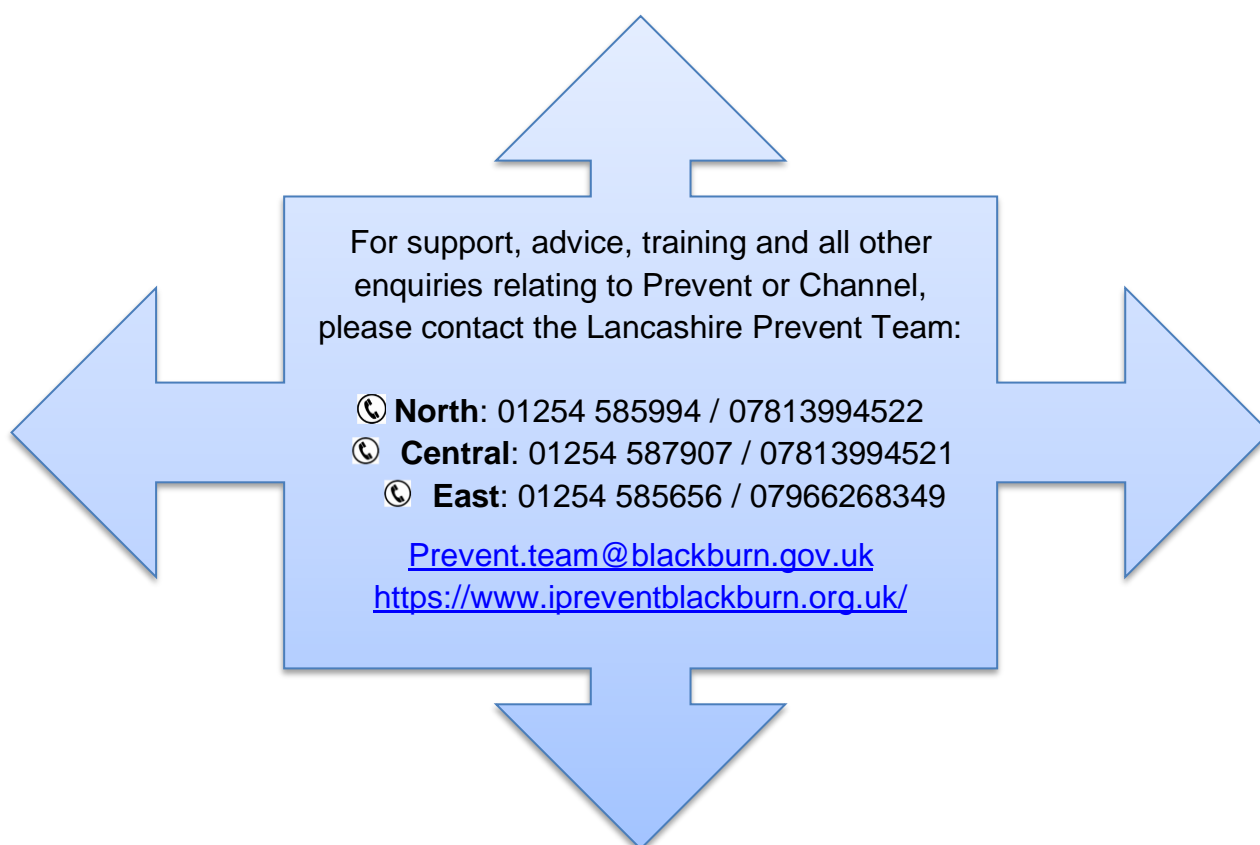 For support, advice, training and all other
enquiries relating to Prevent or Channel,
please contact the Lancashire Prevent Team:
North: 01254 585994 / 07813994522
Central: 01254 587907 / 07813994521
East: 01254 585656 / 07966268349
Prevent.team@blackburn.gov.uk
https://www.ipreventblackburn.org.uk/